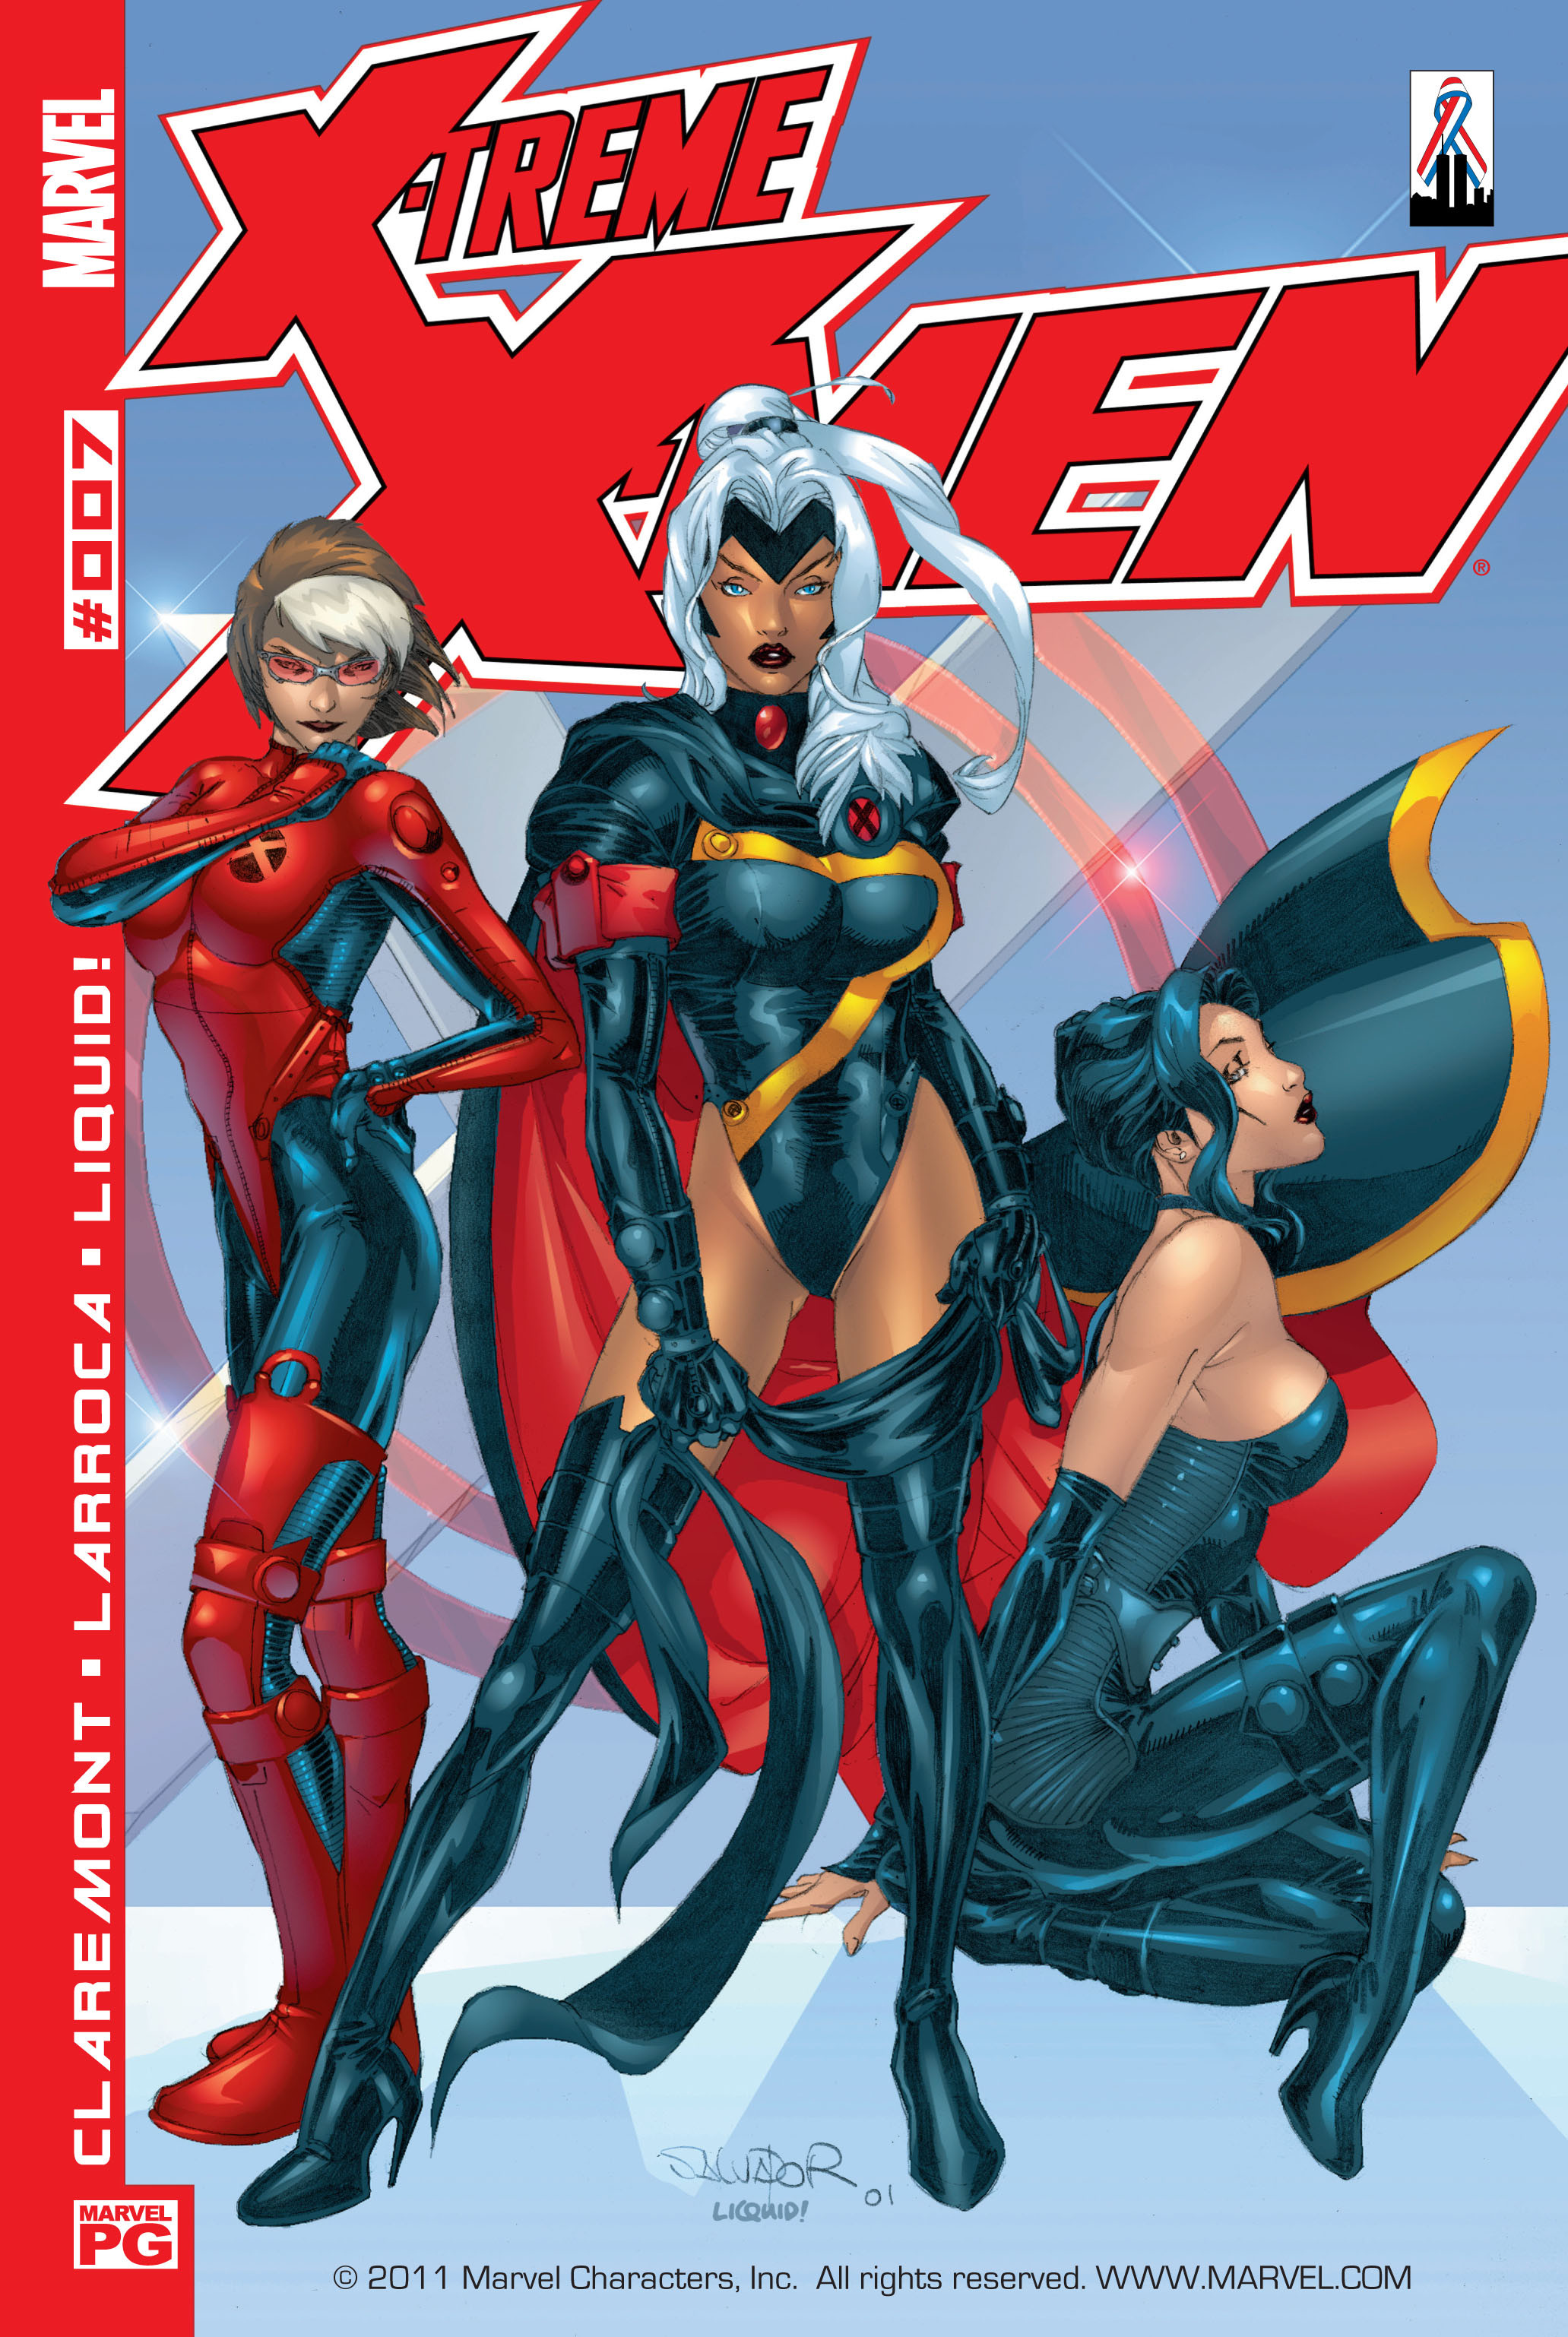 MARVEL
X-TREME
X-MEN
®
#007
CLAREMONT ▪ LARROCA ▪ LIQUID!
SALVADOR
01
LIQUID!
MARVEL
PG
© 2011 Marvel Characters, Inc. All rights reserved. WWW.MARVEL.COM